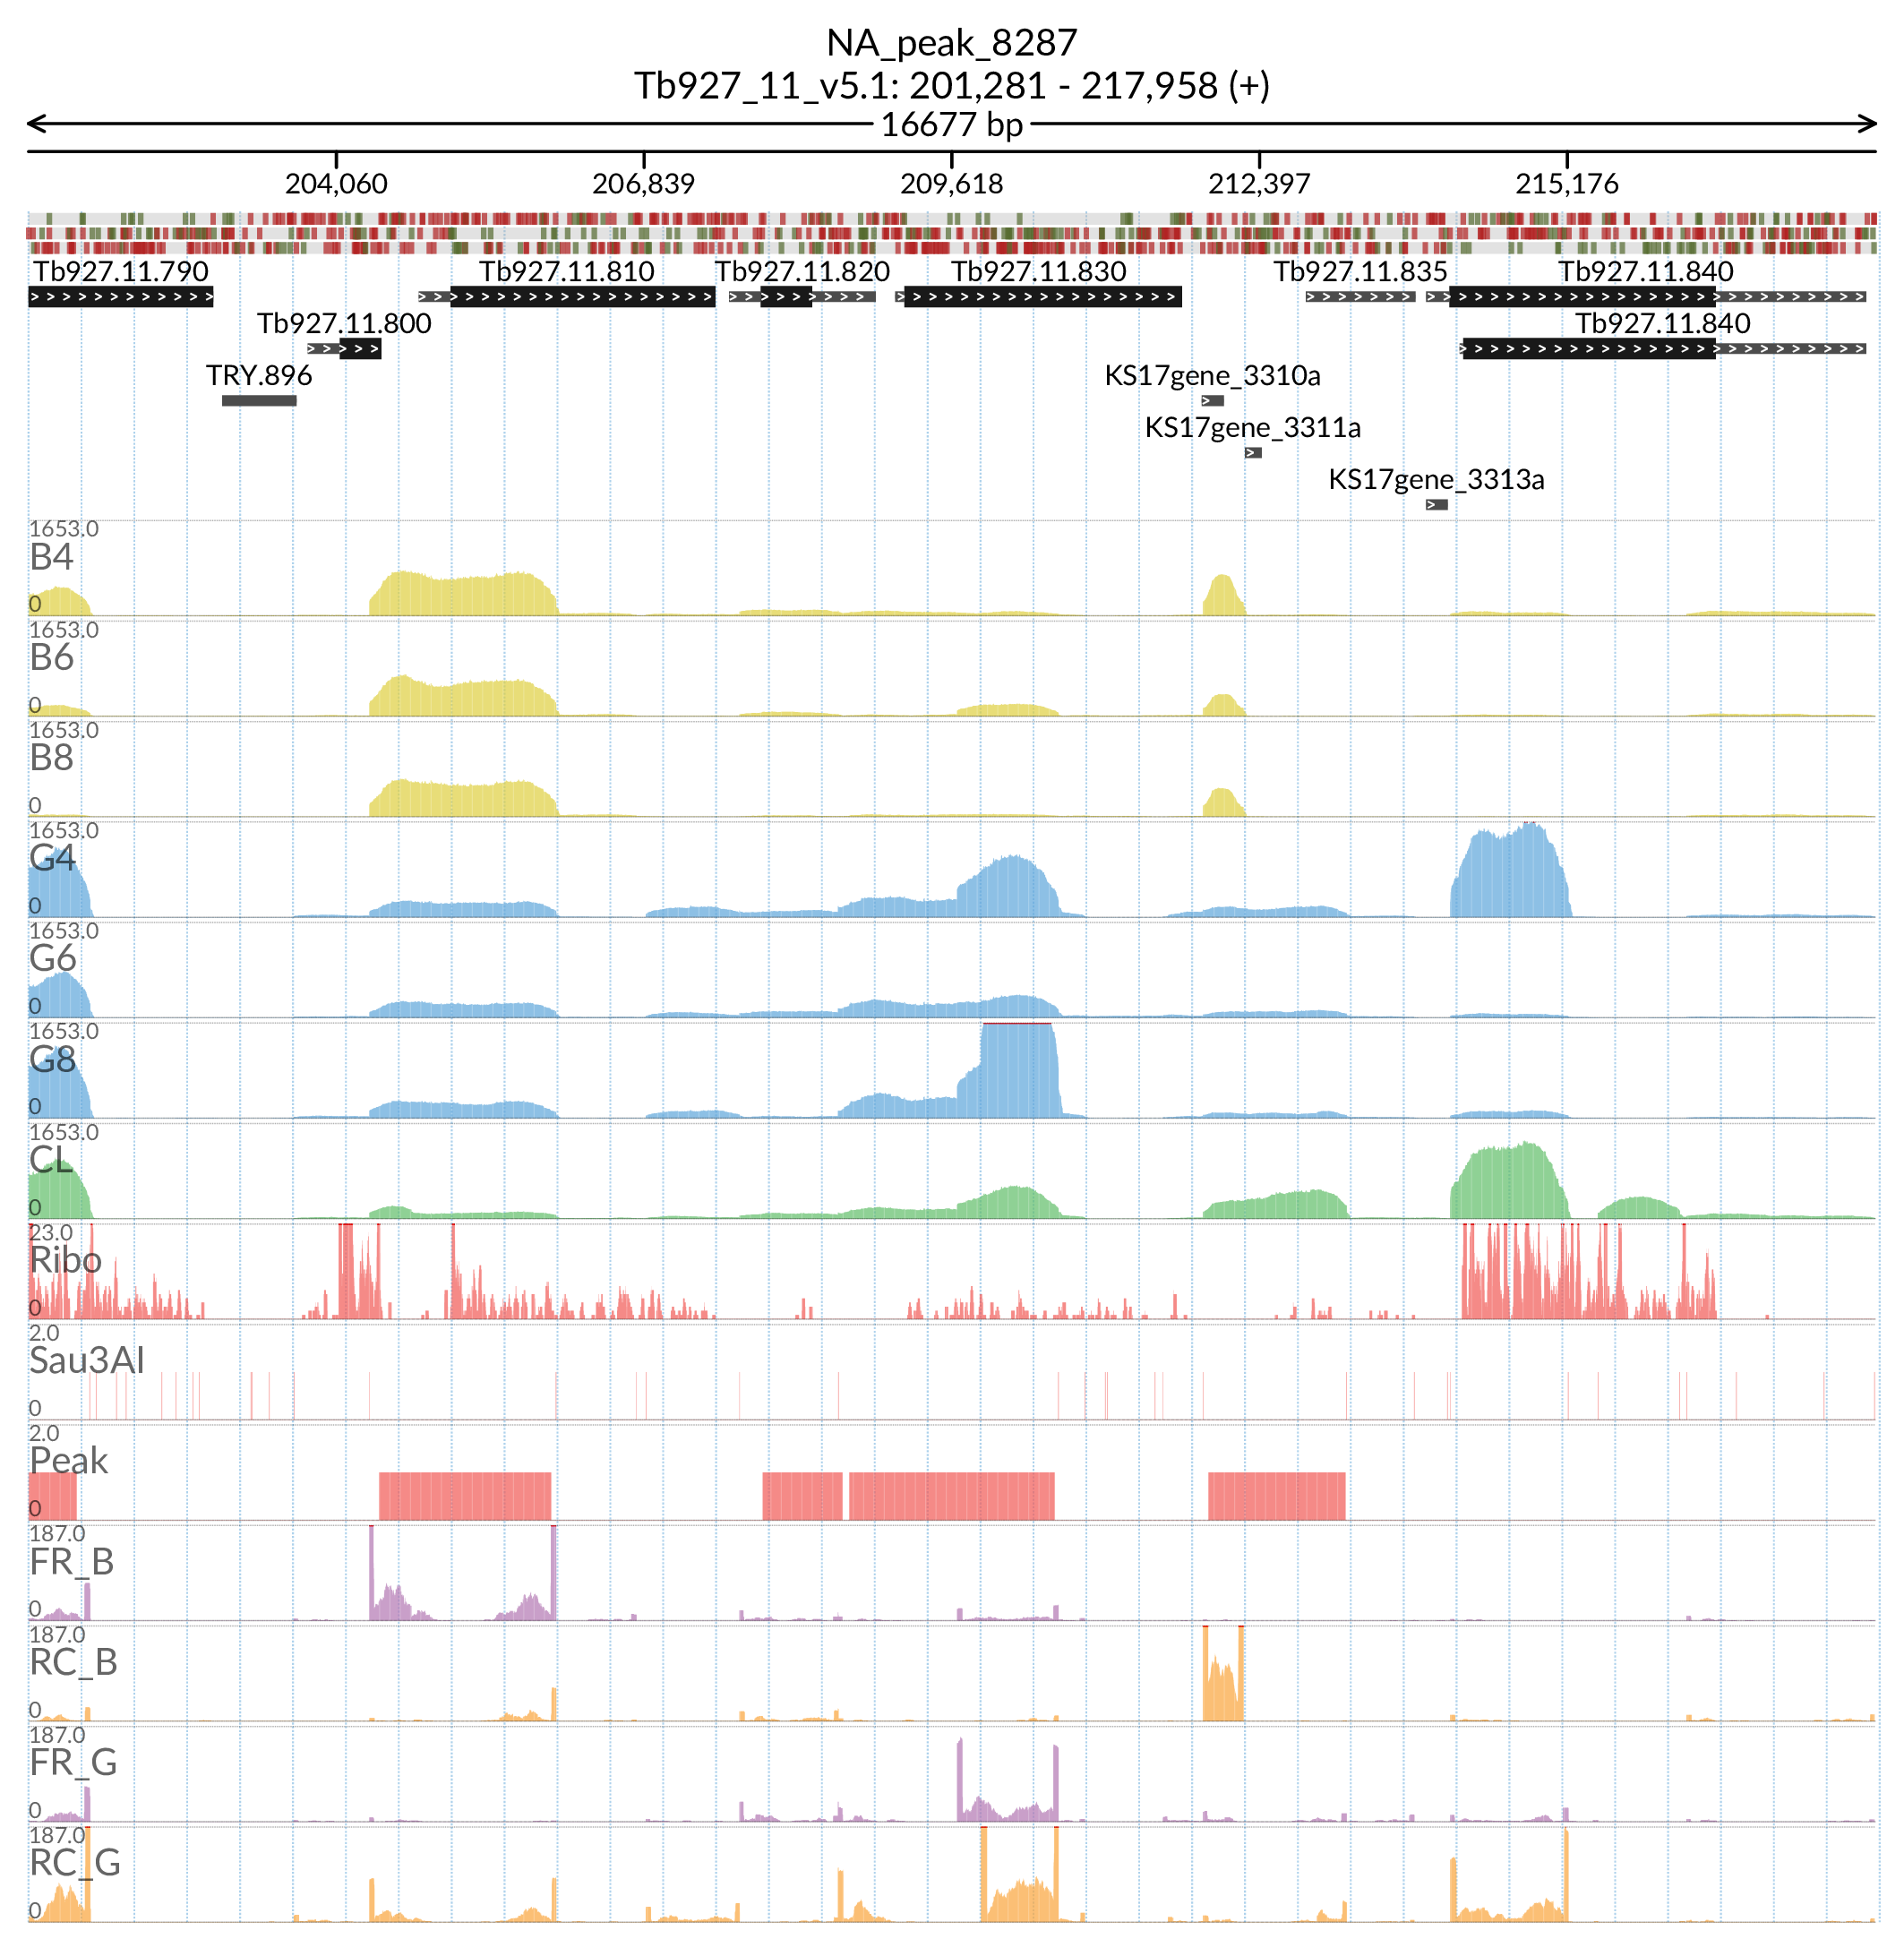 NA_peak_8287
Tb927_11_v5.1: 201,281 - 217,958 (+)
16677 bp
204,060 206,839 209,618 212,397 215,176
Tb927.11.790 Tb927.11.810 Tb927.11.820 Tb927.11.830 Tb927.11.835 Tb927.11.840
Tb927.11.800 Tb927.11.840
TRY.896 KS17gene_3310a
KS17gene_3311a
KS17gene_3313a
1653.0
B4
0
1653.0
B6
0
1653.0
B8
0
1653.0
G4
0
1653.0
G6
0
1653.0
G8
0
1653.0
CL
0
23.0
Ribo
0
2.0
Sau3AI
0
2.0
Peak
0
187.0
FR_B
0
187.0
RC_B
0
187.0
FR_G
0
187.0
RC_G
0